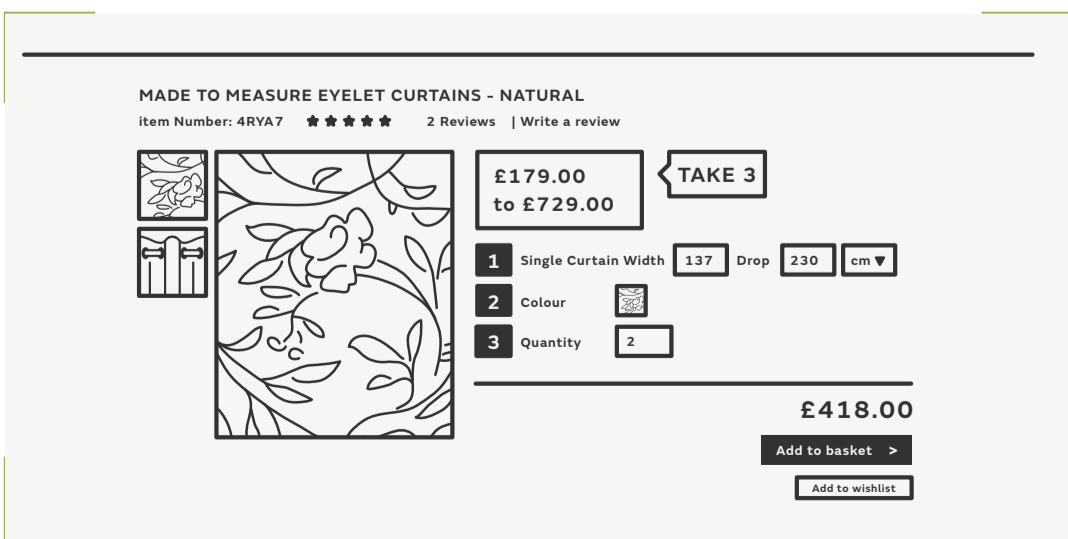 MADE TO MEASURE EYELET CURTAINS - NATURAL
item Number: 4RYA7 2 Reviews | Write a review
£179.00
to £729.00
TAKE 3
1 Single Curtain Width 137 Drop 230 cm
2 Colour
3 Quantity 2
£418.00
Add to basket >
Add to wishlist